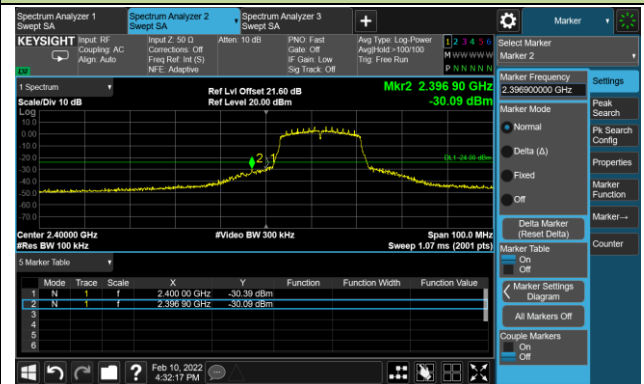 Spectrum Analyzer 1
Swept SA
Spectrum Analyzer 2
Swept SA
Spectrum Analyzer 3
Swept SA
+
Marker
KEYSIGHT
Input: RF
Coupling: AC
Align: Auto
Input Z: 50 Ω
Corrections: Off
Freq Ref: Int (S)
NFE: Adaptive
Atten: 10 dB
PNO: Fast
Gate: Off
IF Gain: Low
Sig Track: Off
Avg Type: Log-Power
Avg|Hold:>100/100
Trig: Free Run
1 2 3 4 5 6
M W W W W W
P N N N N N
LW
Select Marker
Marker 2
1 Spectrum
Scale/Div 10 dB
Ref Lvl Offset 21.60 dB
Ref Level 20.00 dBm
Mkr2 2.396 90 GHz
-30.09 dBm
Log
10.0
0.00
-10.0
-20.0
-30.0
-40.0
-50.0
-60.0
-70.0
2
1
DL1 -24.00 dBm
Center 2.40000 GHz
#Res BW 100 kHz
#Video BW 300 kHz
Span 100.0 MHz
Sweep 1.07 ms (2001 pts)
5 Marker Table
Mode Trace Scale X Y Function Function Width Function Value
1 N 1 f 2.400 00 GHz -30.39 dBm
2 N 1 f 2.396 90 GHz -30.09 dBm
3
4
5
6
Marker Frequency
2.396900000 GHz
Marker Mode
Normal
Delta (Δ)
Fixed
Off
Delta Marker
(Reset Delta)
Marker Table
On
Off
Marker Settings
Diagram
All Markers Off
Couple Markers
On
Off
Settings
Peak
Search
Pk Search
Config
Properties
Marker
Function
Marker→
Counter
?
Feb 10, 2022
4:32:17 PM